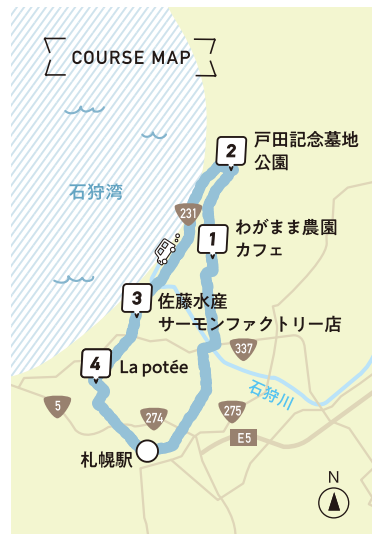 COURSE MAP
2
戸田記念墓地
公園
石狩湾
231
1
わがまま農園
カフェ
3
佐藤水産
サーモンファクトリー店
337
4
La potée
石狩川
5
274
275
E5
札幌駅
N